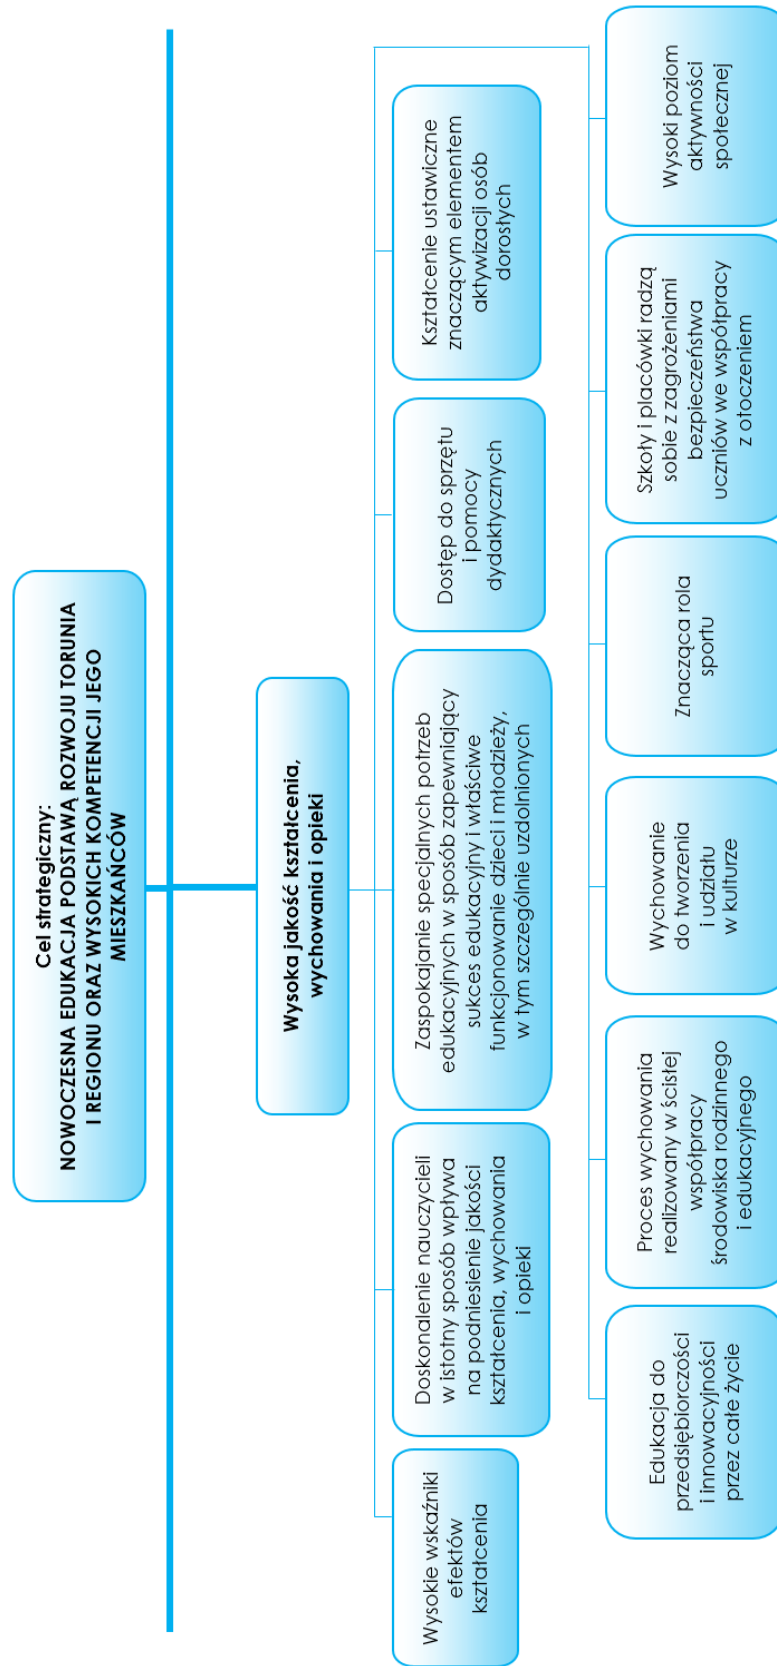 Cel strategiczny:
NOWOCZESNA EDUKACJA PODSTAWĄ ROZWOJU TORUNIA
I REGIONU ORAZ WYSOKICH KOMPETENCJI JEGO
MIESZKAŃCÓW
Wysoka jakość kształcenia,
wychowania i opieki
Wysokie wskaźniki
efektów
kształcenia
Doskonalenie nauczycieli
w istotny sposób wpływa
na podniesienie jakości
kształcenia, wychowania
i opieki
Zaspokajanie specjalnych potrzeb
edukacyjnych w sposób zapewniający
sukces edukacyjny i właściwe
funkcjonowanie dzieci i młodzieży,
w tym szczególnie uzdolnionych
Dostęp do sprzętu
i pomocy
dydaktycznych
Kształcenie ustawiczne
znaczącym elementem
aktywizacji osób
dorosłych
Edukacja do
przedsiębiorczości
i innowacyjności
przez całe życie
Proces wychowania
realizowany w ścisłej
współpracy
środowiska rodzinnego
i edukacyjnego
Wychowanie
do tworzenia
i udziału
w kulturze
Znacząca rola
sportu
Szkoły i placówki radzą
sobie z zagrożeniami
bezpieczeństwa
uczniów we współpracy
z otoczeniem
Wysoki poziom
aktywności
społecznej